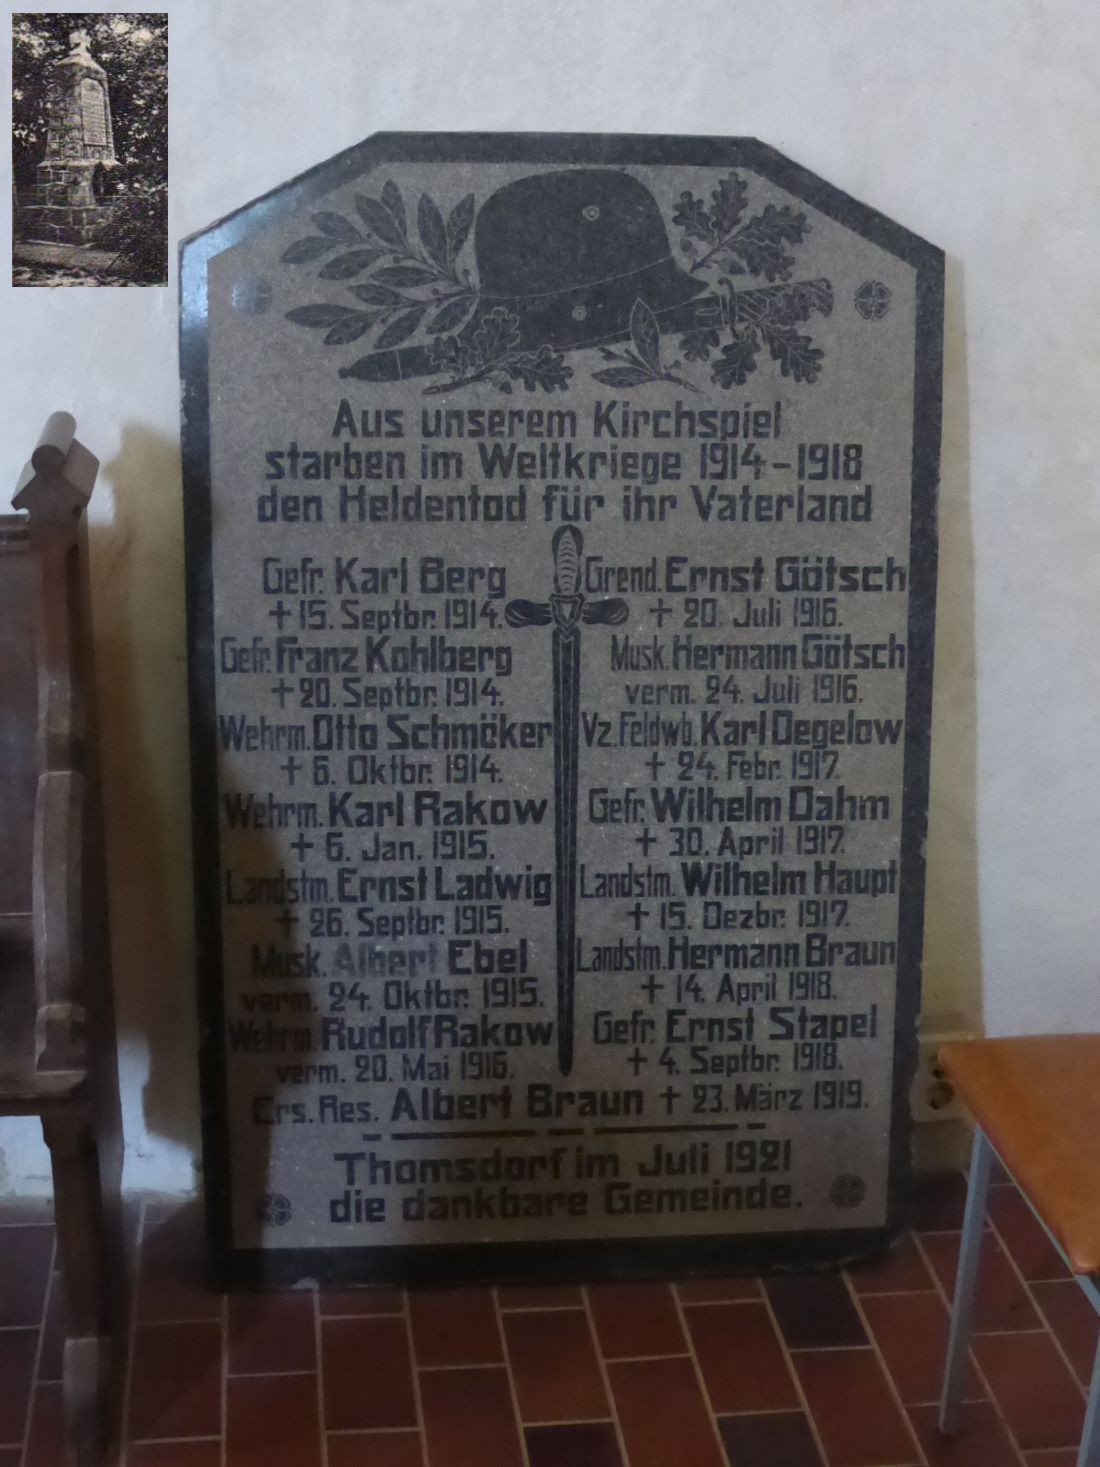 Aus unserem Kirchspiel
starben im Weltkriege 1914-1918
den Heldentod für ihr Vaterland
Gefr. Karl Berg
✝ 15. Septbr. 1914.
Gefr. Franz Kohlberg
✝ 20. Septbr. 1914.
Wehrm. Otto Schmöker
✝ 6. Oktbr. 1914.
Wehrm. Karl Rakow
✝ 6. Jan. 1915.
Landstm. Ernst Ladwig
✝ 26. Septbr. 1915.
Musk. Albert Ebel
verm. 24. Oktbr. 1915.
Wehrm. Rudolf Rakow
verm. 20. Mai 1916.
Grend. Ernst Götsch
✝ 20. Juli 1916.
Musk. Hermann Götsch
verm. 24. Juli 1916.
Vz. Feldwb. Karl Degelow
✝ 24. Febr. 1917.
Gefr. Wilhelm Dahm
✝ 30. April 1917.
Landstm. Wilhelm Haupt
✝ 15. Dezbr. 1917.
Landstm. Hermann Braun
✝ 14. April 1918.
Gefr. Ernst Stapel
✝ 4. Septbr. 1918.
Ers. Res. Albert Braun ✝ 23. März 1919.
Thomsdorf im Juli 1921
die dankbare Gemeinde.